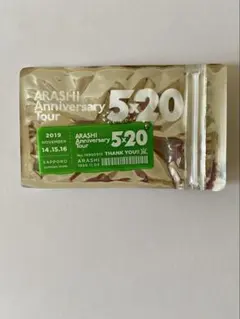 ARASHI
Anniversary
Tour
5×20
2019
NOVEMBER
14.15.16
SAPPORO
ARASHI
Anniversary
Tour
5×20
THANK YOU!!
ARASHI